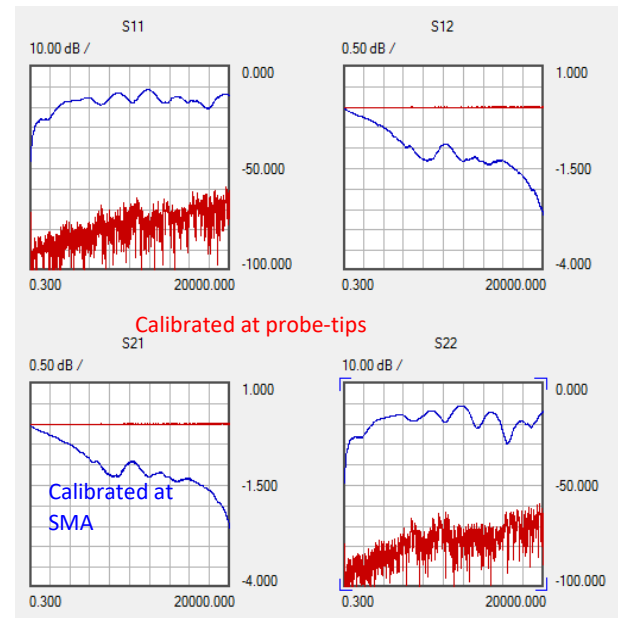 S11
10.00 dB /
0.000
-50.000
-100.000
0.300
20000.000
S12
0.50 dB /
1.000
-1.500
-4.000
0.300
20000.000
Calibrated at probe-tips
S21
0.50 dB /
1.000
-1.500
-4.000
Calibrated at
SMA
0.300
20000.000
S22
10.00 dB /
0.000
-50.000
-100.000
0.300
20000.000